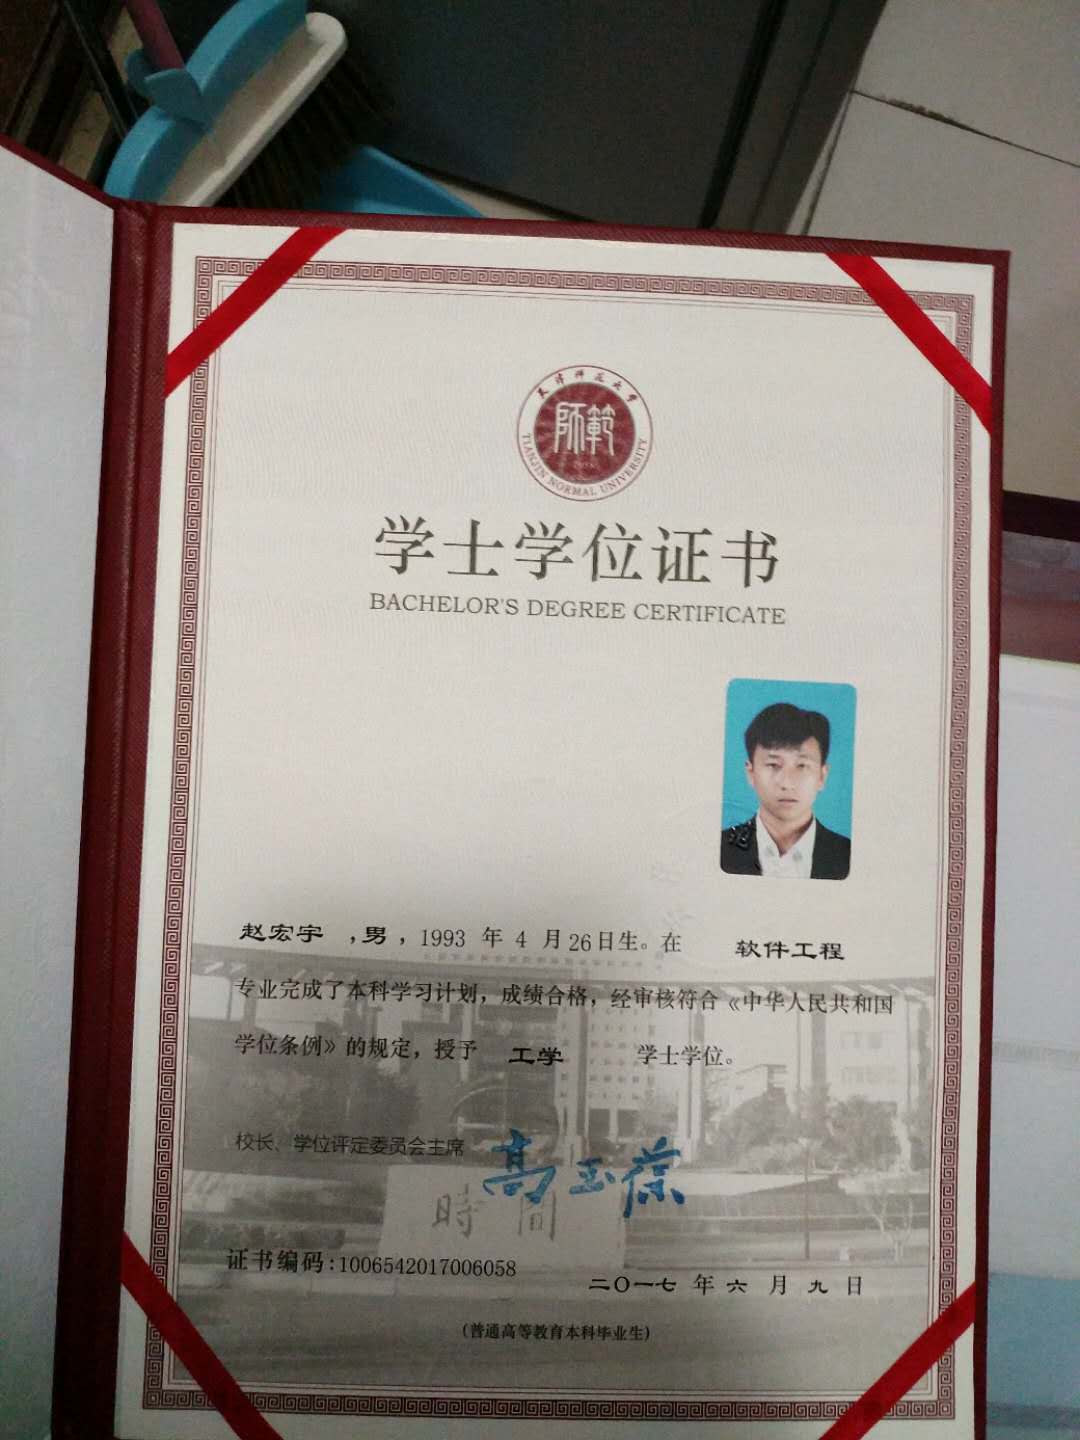 天津师范大学
師範
TIANJIN NORMAL UNIVERSITY
学士学位证书
BACHELOR'S DEGREE CERTIFICATE
赵宏宇 ,男 , 1993 年 4 月 26日生。在 软件工程
专业完成了本科学习计划，成绩合格，经审核符合《中华人民共和国
学位条例》的规定，授予 工学 学士学位。
校长、学位评定委员会主席 高玉葆
時間
证书编码:1006542017006058
二〇一七 年 六 月 九 日
(普通高等教育本科毕业生)